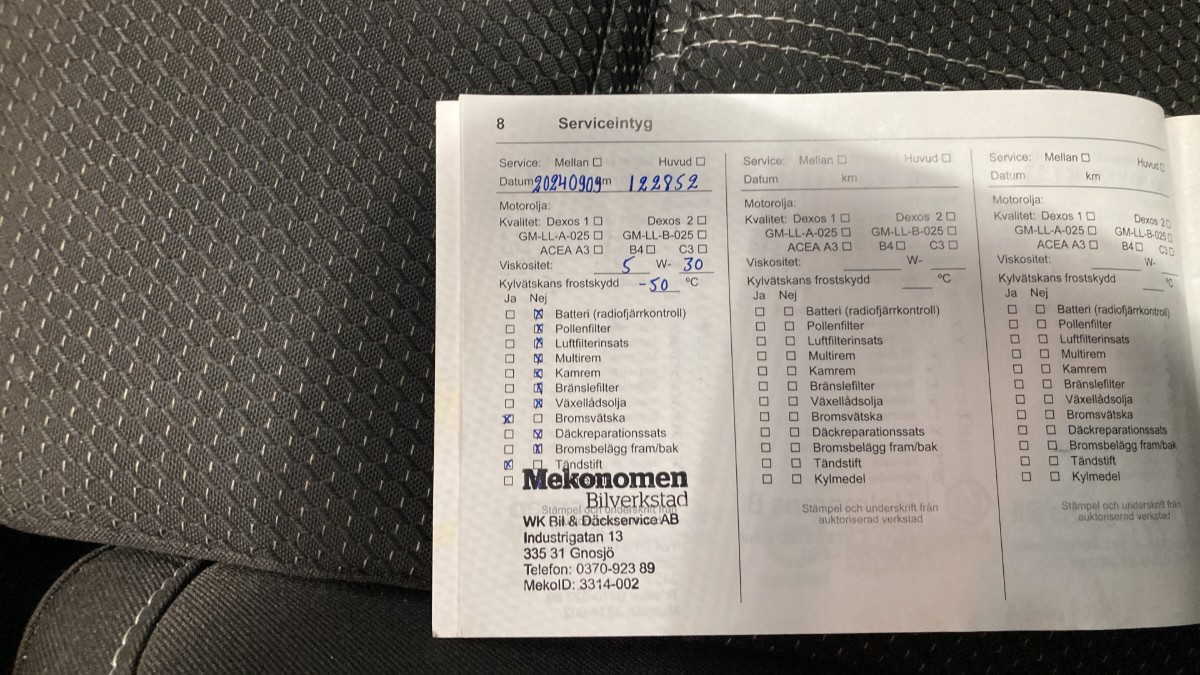 8 Serviceintyg
Service: Mellan ☐ Huvud ☐
Datum 20240909 m 122852
Motorolja:
Kvalitet: Dexos 1 ☐ Dexos 2 ☐
GM-LL-A-025 ☐ GM-LL-B-025 ☐
ACEA A3 ☐ B4 ☐ C3 ☐
Viskositet: 5 W- 30
Kylvätskans frostskydd -50 °C
Ja Nej
☐ ☒ Batteri (radiofjärrkontroll)
☐ ☒ Pollenfilter
☐ ☒ Luftfilterinsats
☐ ☒ Multirem
☐ ☒ Kamrem
☐ ☒ Bränslefilter
☐ ☒ Växellådsolja
☒ ☐ Bromsvätska
☐ ☒ Däckreparationssats
☐ ☒ Bromsbelägg fram/bak
☒ ☐ Tändstift
☐ Mekonomen
Bilverkstad
Stämpel och underskrift från
WK Bil & Däckservice AB
Industrigatan 13
335 31 Gnosjö
Telefon: 0370-923 89
MekoID: 3314-002
Service: Mellan ☐ Huvud ☐
Datum km
Motorolja:
Kvalitet: Dexos 1 ☐ Dexos 2 ☐
GM-LL-A-025 ☐ GM-LL-B-025 ☐
ACEA A3 ☐ B4 ☐ C3 ☐
Viskositet: W-
Kylvätskans frostskydd °C
Ja Nej
☐ ☐ Batteri (radiofjärrkontroll)
☐ ☐ Pollenfilter
☐ ☐ Luftfilterinsats
☐ ☐ Multirem
☐ ☐ Kamrem
☐ ☐ Bränslefilter
☐ ☐ Växellådsolja
☐ ☐ Bromsvätska
☐ ☐ Däckreparationssats
☐ ☐ Bromsbelägg fram/bak
☐ ☐ Tändstift
☐ ☐ Kylmedel
Stämpel och underskrift från
auktoriserad verkstad
Service: Mellan ☐ Huvud ☐
Datum km
Motorolja:
Kvalitet: Dexos 1 ☐ Dexos 2 ☐
GM-LL-A-025 ☐ GM-LL-B-025 ☐
ACEA A3 ☐ B4 ☐ C3 ☐
Viskositet: W-
Kylvätskans frostskydd °C
Ja Nej
☐ ☐ Batteri (radiofjärrkontroll)
☐ ☐ Pollenfilter
☐ ☐ Luftfilterinsats
☐ ☐ Multirem
☐ ☐ Kamrem
☐ ☐ Bränslefilter
☐ ☐ Växellådsolja
☐ ☐ Bromsvätska
☐ ☐ Däckreparationssats
☐ ☐ Bromsbelägg fram/bak
☐ ☐ Tändstift
☐ ☐ Kylmedel
Stämpel och underskrift från
auktoriserad verkstad